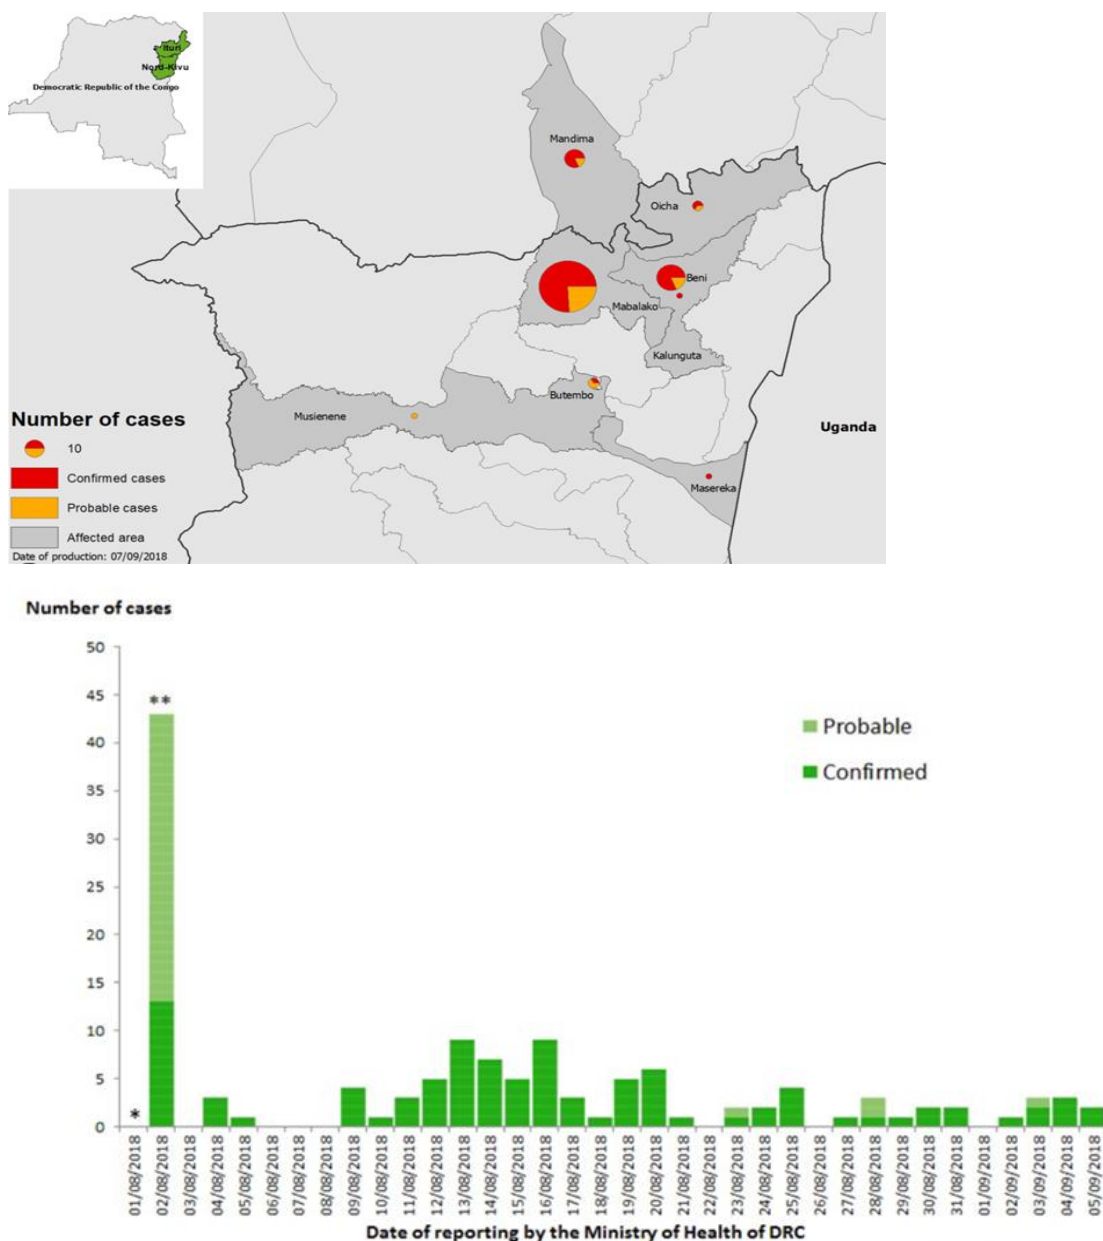 Ituri
Nord-Kivu
Democratic Republic of the Congo
Mandima
Oicha
Beni
Mabalako
Kalunguta
Butembo
Musienene
Masereka
Uganda
Number of cases
10
Confirmed cases
Probable cases
Affected area
Date of production: 07/09/2018
Number of cases
50
45
40
35
30
25
20
15
10
5
0
*
**
Probable
Confirmed
01/08/2018
02/08/2018
03/08/2018
04/08/2018
05/08/2018
06/08/2018
07/08/2018
08/08/2018
09/08/2018
10/08/2018
11/08/2018
12/08/2018
13/08/2018
14/08/2018
15/08/2018
16/08/2018
17/08/2018
18/08/2018
19/08/2018
20/08/2018
21/08/2018
22/08/2018
23/08/2018
24/08/2018
25/08/2018
26/08/2018
27/08/2018
28/08/2018
29/08/2018
30/08/2018
31/08/2018
01/09/2018
02/09/2018
03/09/2018
04/09/2018
05/09/2018
Date of reporting by the Ministry of Health of DRC